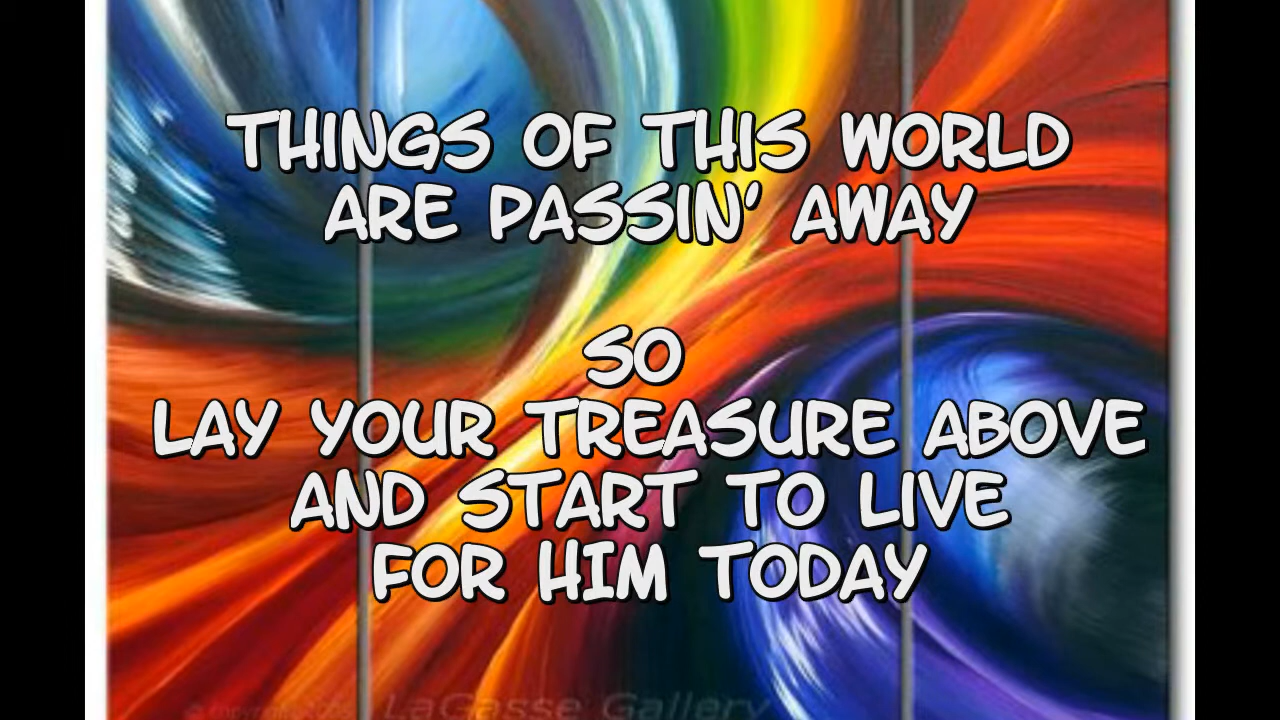 THINGS OF THIS WORLD
ARE PASSIN' AWAY
SO
LAY YOUR TREASURE ABOVE
AND START TO LIVE
FOR HIM TODAY
LaGasse Gallery